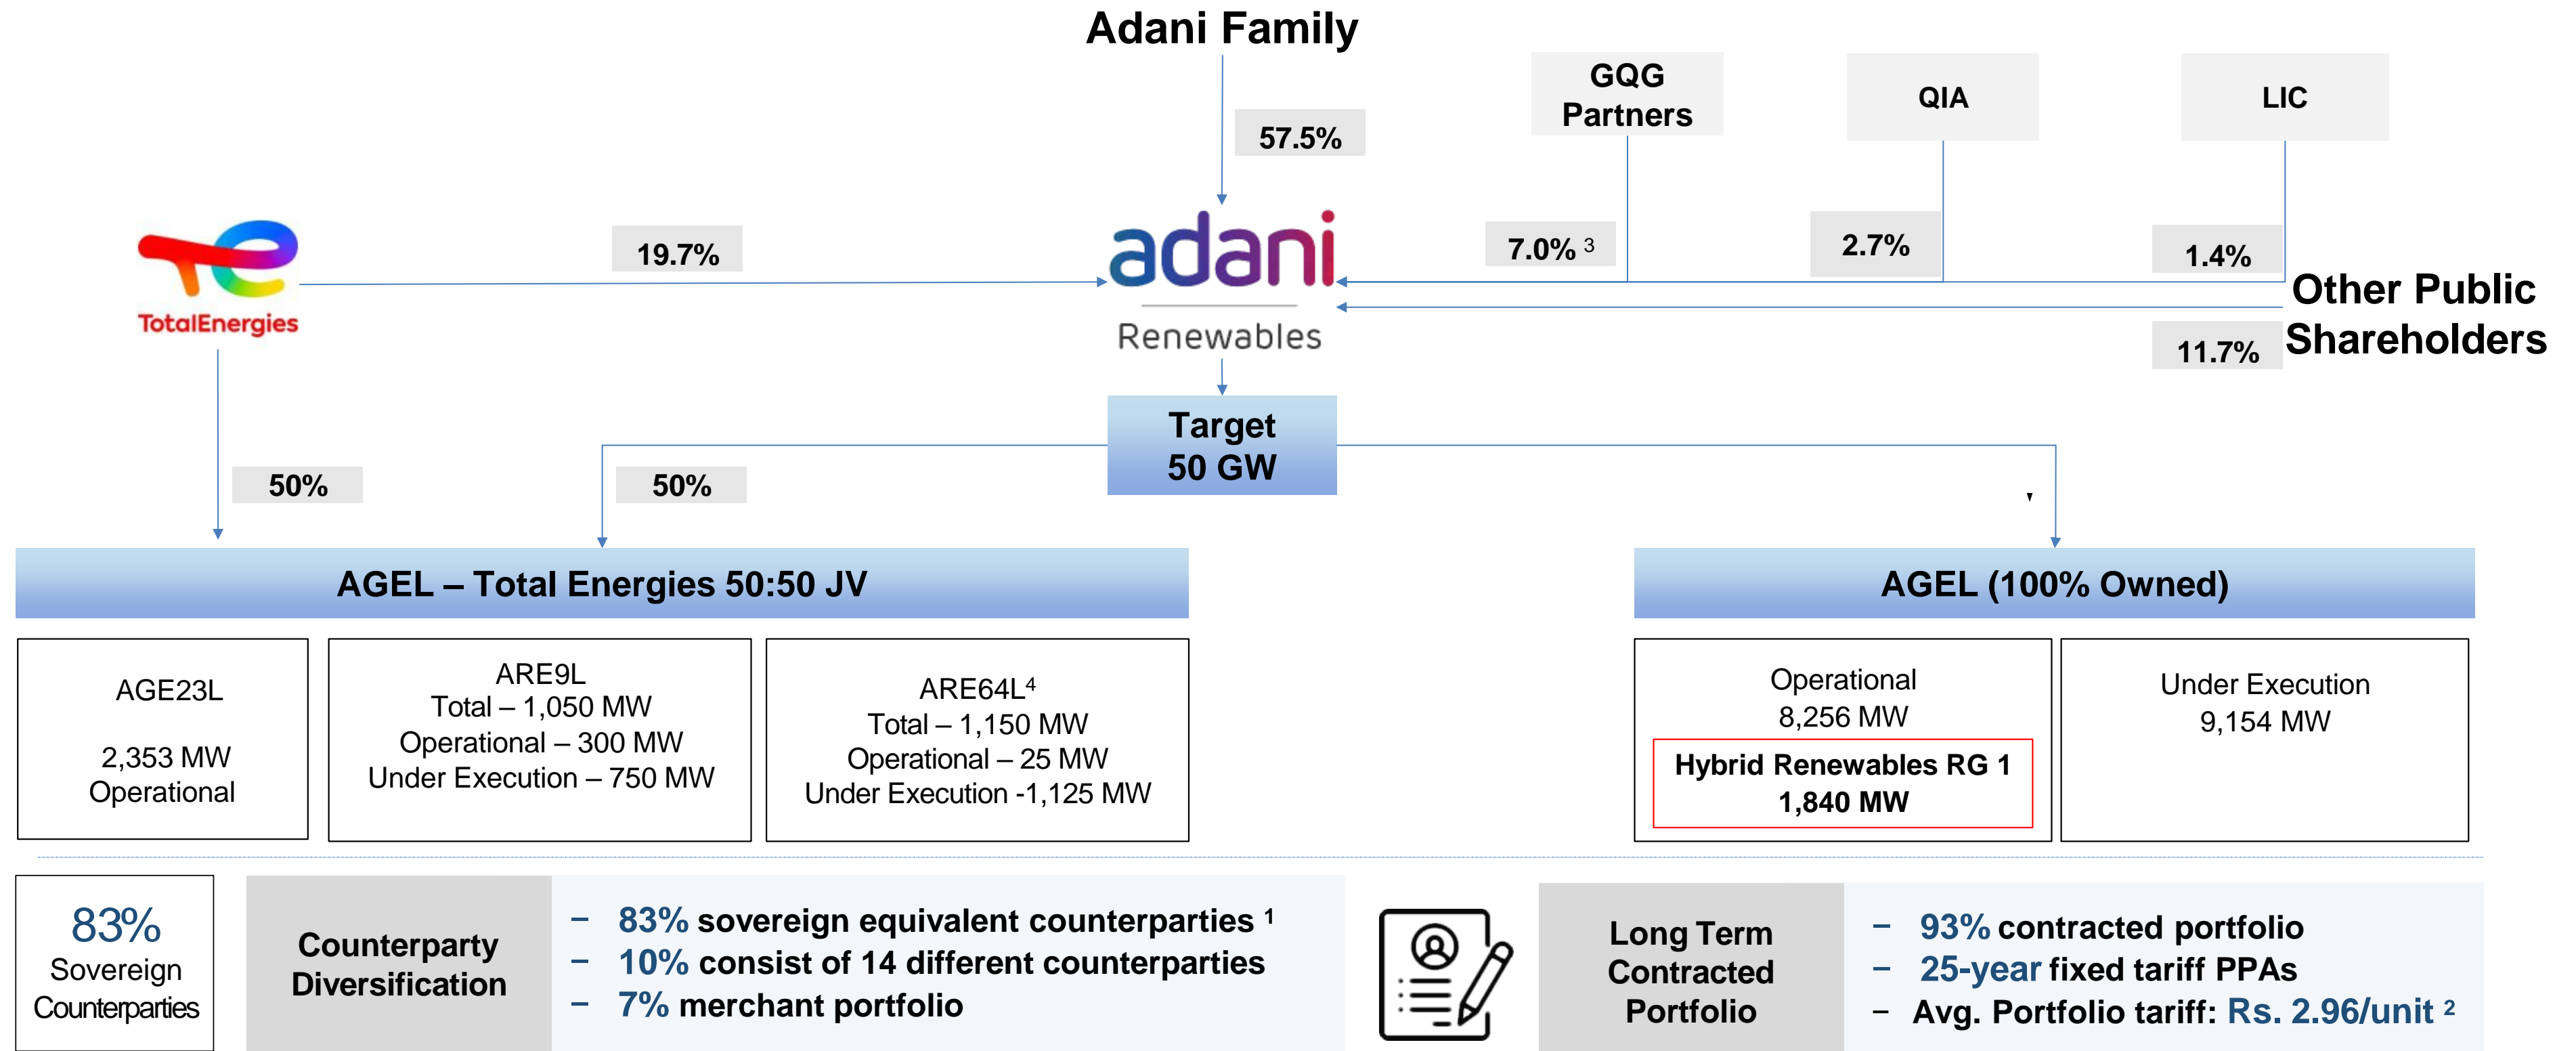 Adani Family
GQG
Partners
QIA
LIC
57.5%
19.7%
7.0% 3
2.7%
1.4%
TotalEnergies
adani
Renewables
Other Public
Shareholders
11.7%
Target
50 GW
50%
50%
AGEL – Total Energies 50:50 JV
AGEL (100% Owned)
AGE23L
2,353 MW
Operational
ARE9L
Total – 1,050 MW
Operational – 300 MW
Under Execution – 750 MW
ARE64L4
Total – 1,150 MW
Operational – 25 MW
Under Execution -1,125 MW
Operational
8,256 MW
Hybrid Renewables RG 1
1,840 MW
Under Execution
9,154 MW
83%
Sovereign
Counterparties
Counterparty
Diversification
– 83% sovereign equivalent counterparties 1
– 10% consist of 14 different counterparties
– 7% merchant portfolio
Long Term
Contracted
Portfolio
– 93% contracted portfolio
– 25-year fixed tariff PPAs
– Avg. Portfolio tariff: Rs. 2.96/unit 2